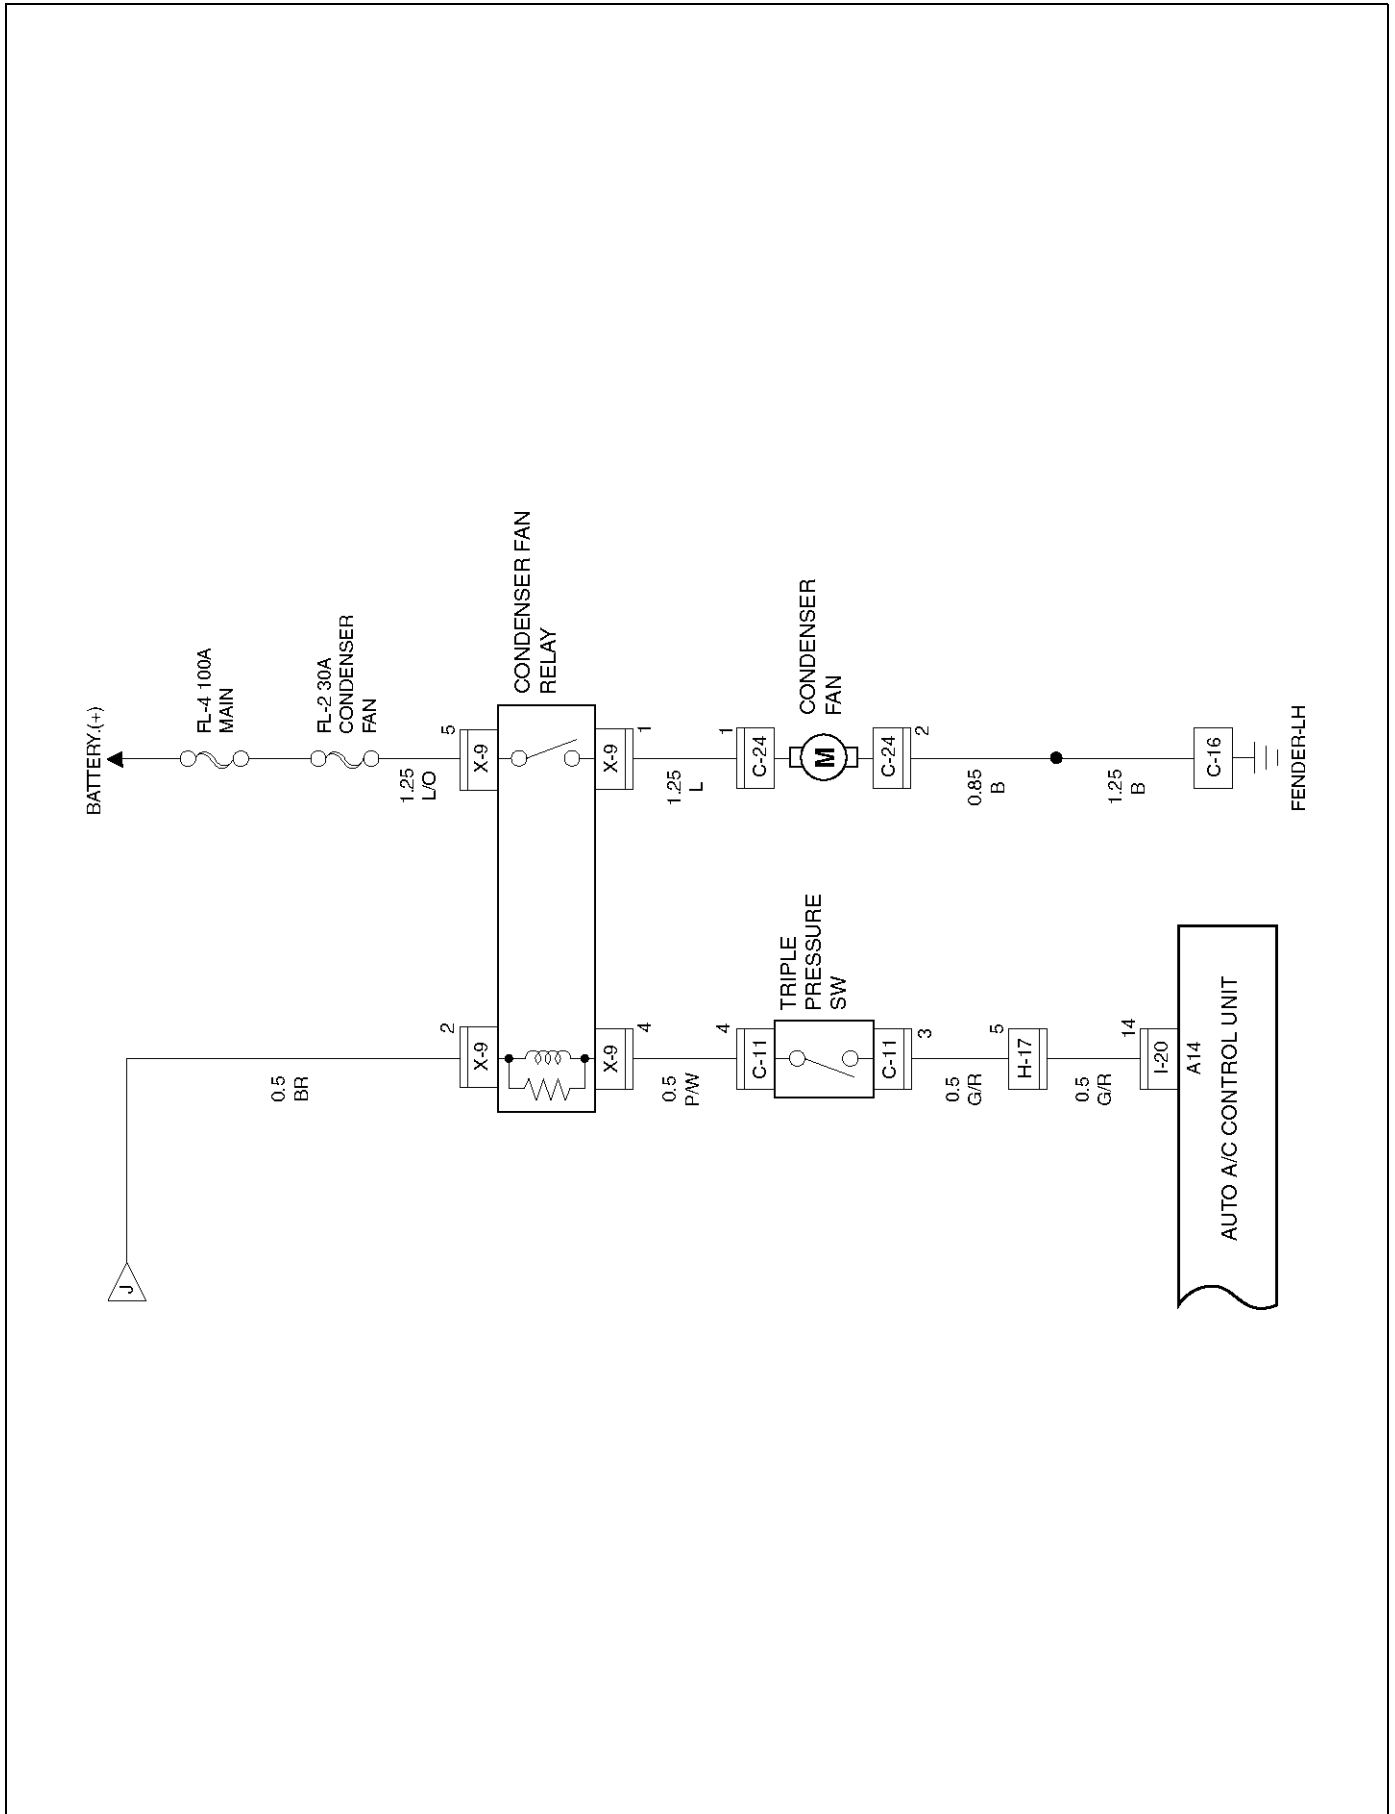 BATTERY.(+)
FL-4 100A
MAIN
FL-2 30A
CONDENSER
FAN
1.25
L/O
5
X-9
CONDENSER FAN
RELAY
X-9
1
1.25
L
1
C-24
M
CONDENSER
FAN
C-24
2
0.85
B
1.25
B
C-16
FENDER-LH
J
0.5
BR
2
X-9
X-9
4
0.5
P/W
4
C-11
TRIPLE
PRESSURE
SW
C-11
3
0.5
G/R
5
H-17
0.5
G/R
14
I-20
A14
AUTO A/C CONTROL UNIT